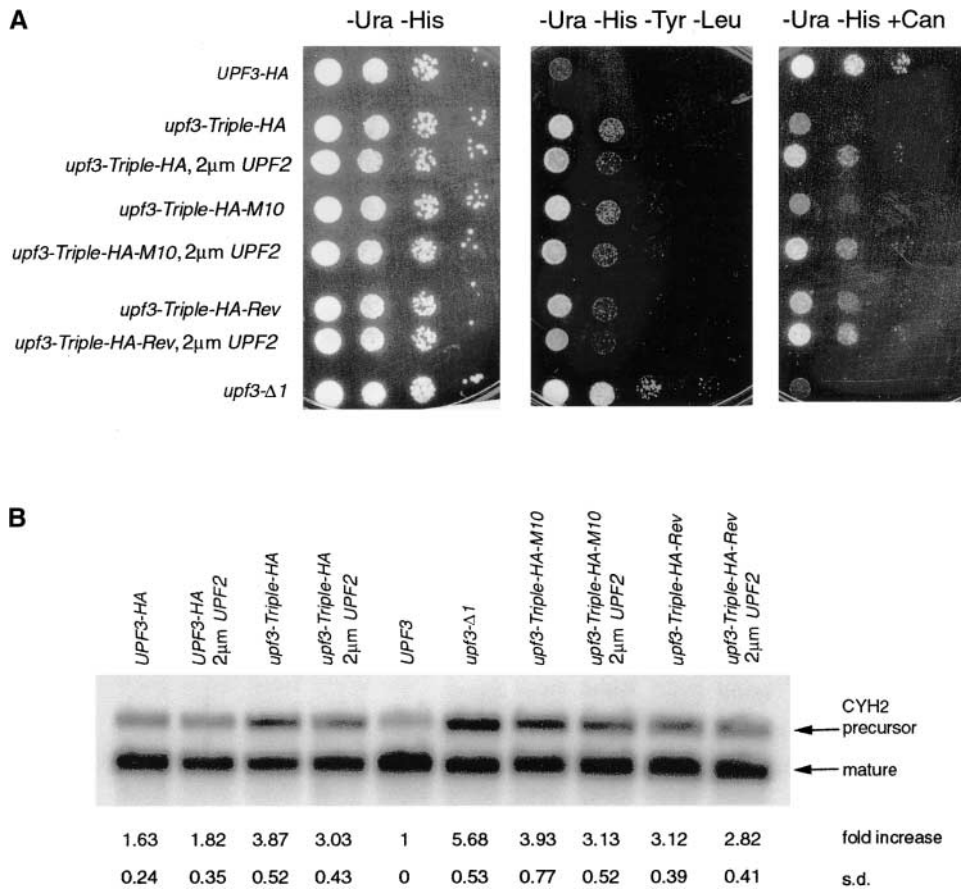 A
-Ura -His
-Ura -His -Tyr -Leu
-Ura -His +Can
UPF3-HA
upf3-Triple-HA
upf3-Triple-HA, 2μm UPF2
upf3-Triple-HA-M10
upf3-Triple-HA-M10, 2μm UPF2
upf3-Triple-HA-Rev
upf3-Triple-HA-Rev, 2μm UPF2
upf3-Δ1
B
UPF3-HA
UPF3-HA
2μm UPF2
upf3-Triple-HA
upf3-Triple-HA
2μm UPF2
UPF3
upf3-Δ1
upf3-Triple-HA-M10
upf3-Triple-HA-M10
2μm UPF2
upf3-Triple-HA-Rev
upf3-Triple-HA-Rev
2μm UPF2
CYH2
precursor
mature
1.63 1.82 3.87 3.03 1 5.68 3.93 3.13 3.12 2.82 fold increase
0.24 0.35 0.52 0.43 0 0.53 0.77 0.52 0.39 0.41 s.d.